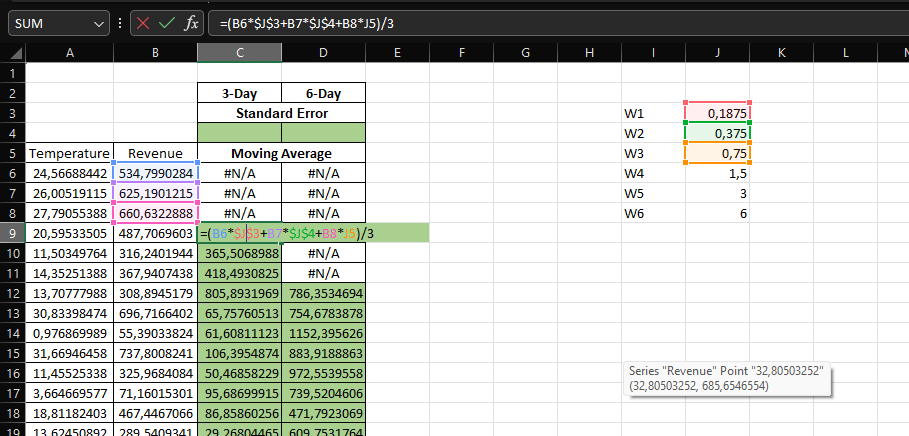 SUM fx =(B6*$J$3+B7*$J$4+B8*J5)/3
A B C D E F G H I J K L
1
2 3-Day 6-Day
3 Standard Error W1 0,1875
4 W2 0,375
5 Temperature Revenue Moving Average W3 0,75
6 24,56688442 534,7990284 #N/A #N/A W4 1,5
7 26,00519115 625,1901215 #N/A #N/A W5 3
8 27,79055388 660,6322888 #N/A #N/A W6 6
9 20,59533505 487,7069603 =(B6*$J$3+B7*$J$4+B8*J5)/3
10 11,50349764 316,2401944 365,5068988 #N/A
11 14,35251388 367,9407438 418,4930825 #N/A
12 13,70777988 308,8945179 805,8931969 786,3534694
13 30,83398474 696,7166402 65,75760513 754,6783878
14 0,976869989 55,39033824 61,60811123 1152,395626
15 31,66946458 737,8008241 106,3954874 883,9188863
16 11,45525338 325,9684084 50,46858229 972,5539558
17 3,664669577 71,16015301 95,68699915 739,5204606
18 18,81182403 467,4467066 86,85860256 471,7923069
19 13,62450892 289,5409341 29,26804465 609,7531764
Series "Revenue" Point "32,80503252"
(32,80503252, 685,6546554)